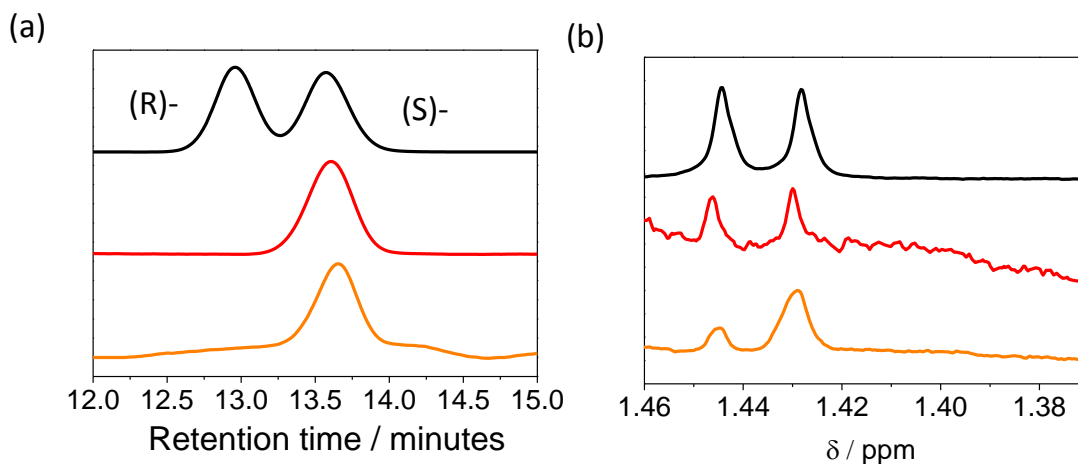 (a)
(R)-
(S)-
12.0 12.5 13.0 13.5 14.0 14.5 15.0
Retention time / minutes
(b)
1.46 1.44 1.42 1.40 1.38
δ / ppm